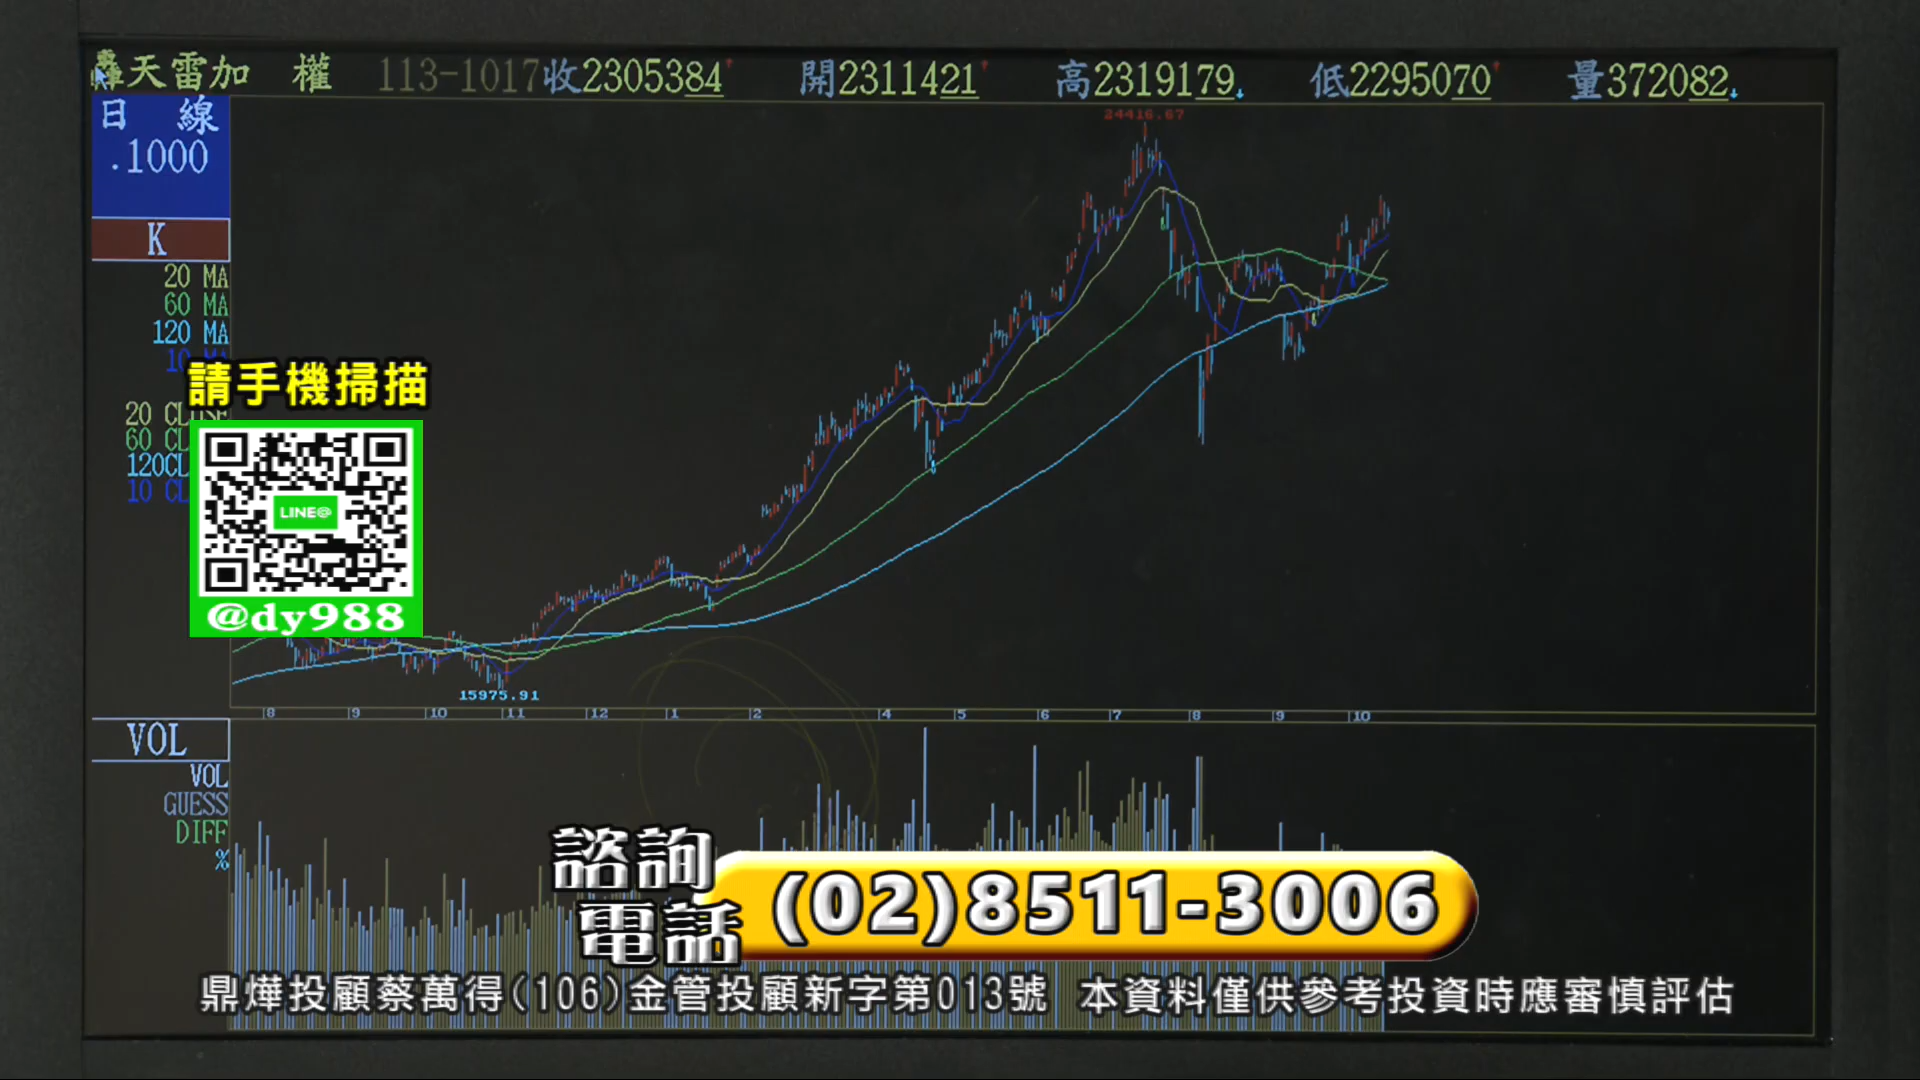 轟天雷加 權 113-1017 收2305384 開2311421 高2319179 低2295070 量372082
日 線
.1000
K
20 MA
60 MA
120 MA
10 MA
20 CLOSE
60 CL
120CL
10 CL
請手機掃描
LINE@
@dy988
24416.67
15975.91
8 9 10 11 12 1 2 4 5 6 7 8 9 10
VOL
VOL
GUESS
DIFF
%
諮詢
電話
(02)8511-3006
鼎燁投顧蔡萬得(106)金管投顧新字第013號 本資料僅供參考投資時應審慎評估